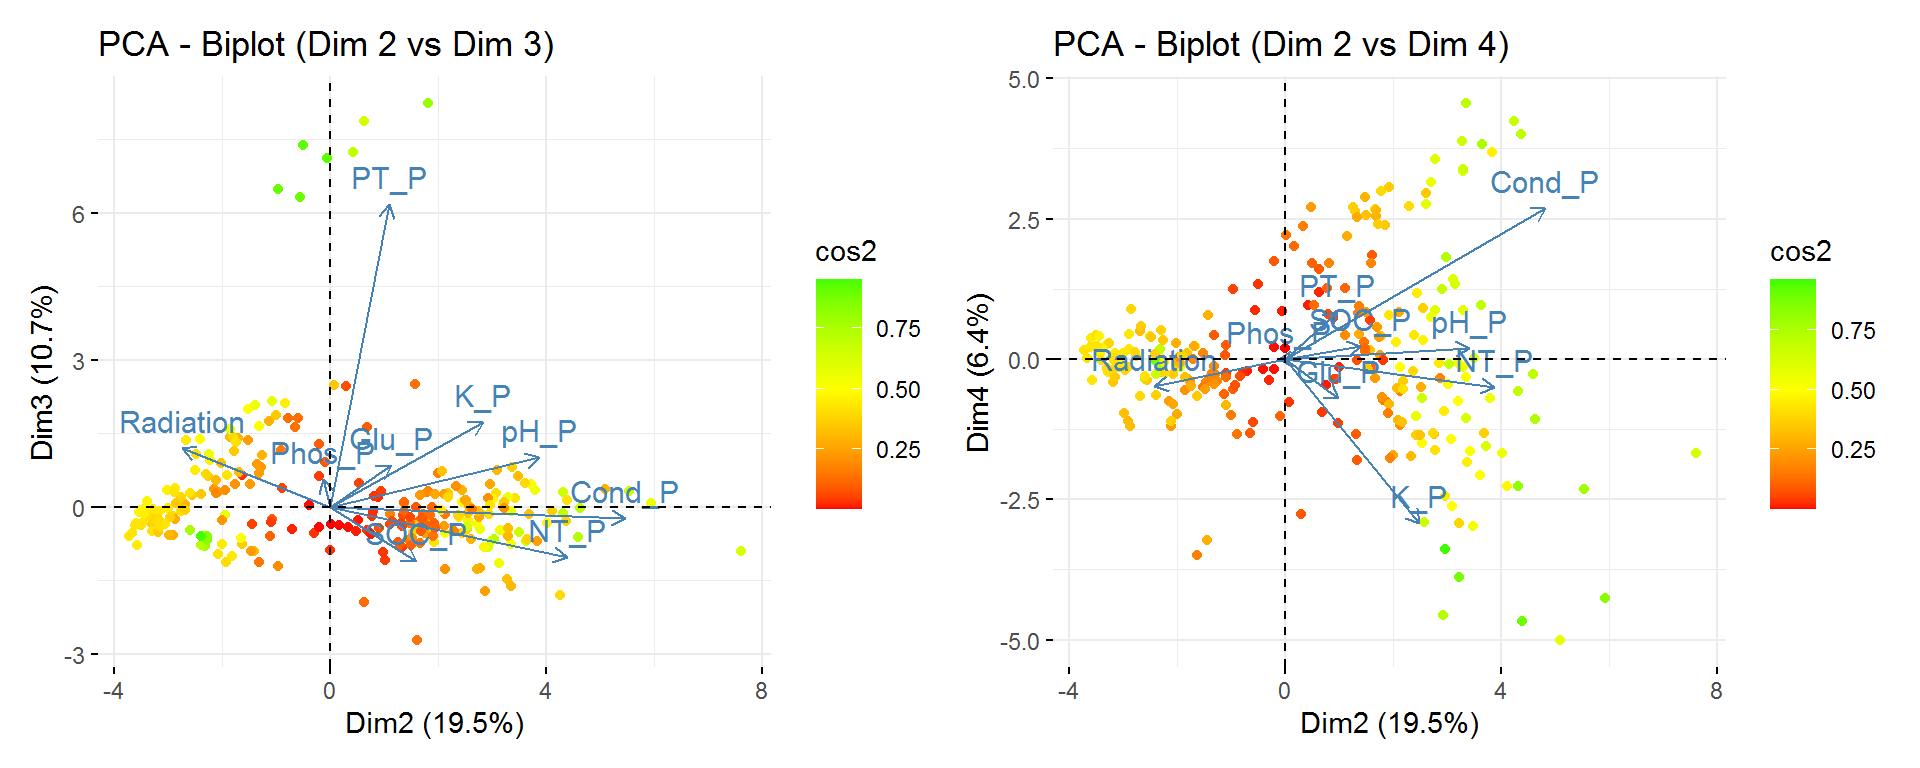 PCA - Biplot (Dim 2 vs Dim 3)
Dim3 (10.7%)
6
3
0
-3
PT_P
K_P
Radiation
Glu_P
pH_P
Phos_P
Cond_P
SOC_P
NT_P
-4
0
4
8
Dim2 (19.5%)
cos2
0.75
0.50
0.25
PCA - Biplot (Dim 2 vs Dim 4)
Dim4 (6.4%)
5.0
2.5
0.0
-2.5
-5.0
Cond_P
PT_P
SOC_P
pH_P
Phos_P
Radiation
NT_P
Glu_P
K_P
-4
0
4
8
Dim2 (19.5%)
cos2
0.75
0.50
0.25